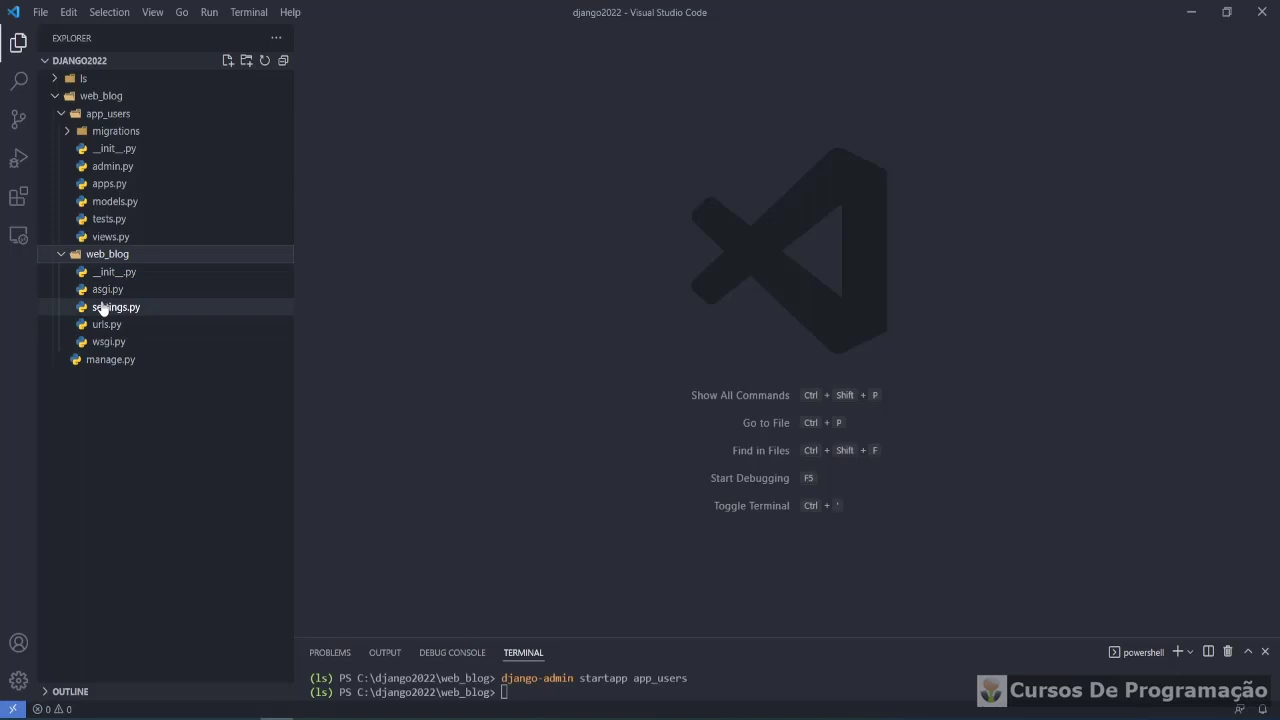 File Edit Selection View Go Run Terminal Help
django2022 - Visual Studio Code
EXPLORER
DJANGO2022
ls
web_blog
app_users
migrations
__init__.py
admin.py
apps.py
models.py
tests.py
views.py
web_blog
__init__.py
asgi.py
settings.py
urls.py
wsgi.py
manage.py
Show All Commands Ctrl + Shift + P
Go to File Ctrl + P
Find in Files Ctrl + Shift + F
Start Debugging F5
Toggle Terminal Ctrl + '
PROBLEMS OUTPUT DEBUG CONSOLE TERMINAL
powershell
(ls) PS C:\django2022\web_blog> django-admin startapp app_users
(ls) PS C:\django2022\web_blog>
OUTLINE
0 0
Cursos De Programação